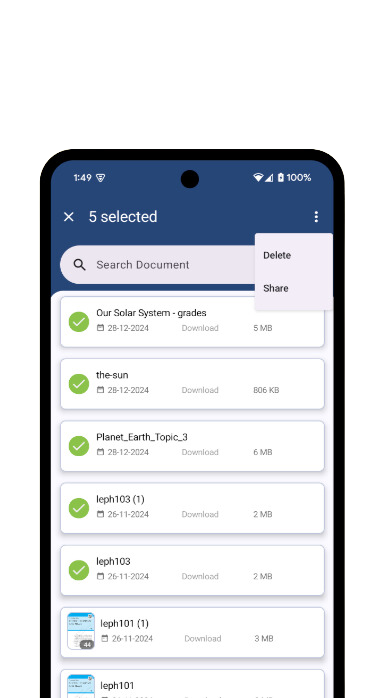 1:49 100%
5 selected
Search Document
Delete
Share
Our Solar System - grades
28-12-2024 Download 5 MB
the-sun
28-12-2024 Download 806 KB
Planet_Earth_Topic_3
28-12-2024 Download 6 MB
leph103 (1)
26-11-2024 Download 2 MB
leph103
26-11-2024 Download 2 MB
leph101 (1)
44
26-11-2024 Download 3 MB
leph101